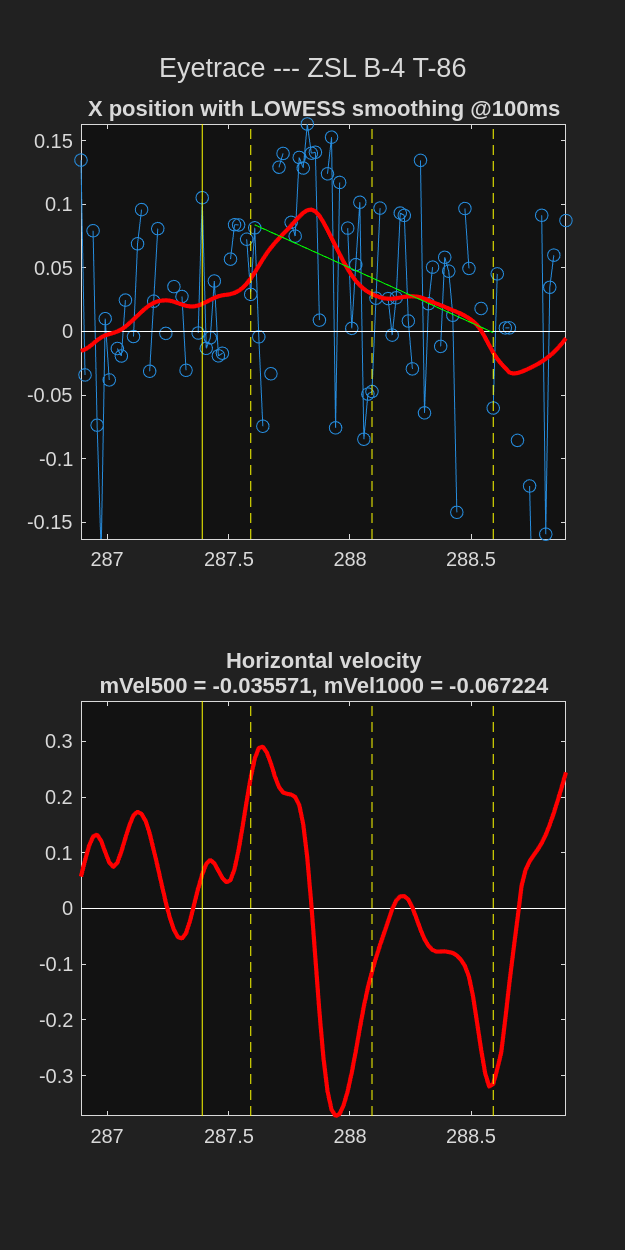 Eyetrace --- ZSL B-4 T-86
X position with LOWESS smoothing @100ms
0.15
0.1
0.05
0
-0.05
-0.1
-0.15
287 287.5 288 288.5
Horizontal velocity
mVel500 = -0.035571, mVel1000 = -0.067224
0.3
0.2
0.1
0
-0.1
-0.2
-0.3
287 287.5 288 288.5